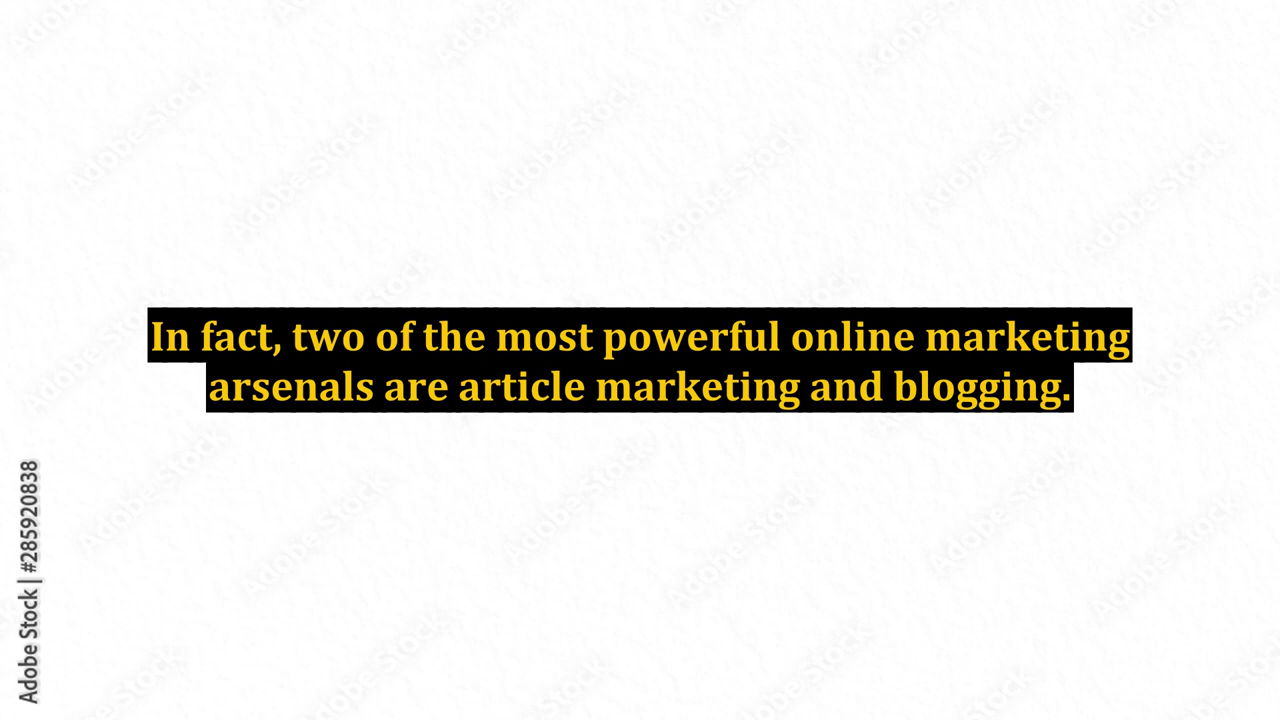 In fact, two of the most powerful online marketing
arsenals are article marketing and blogging.
Adobe Stock | #285920838